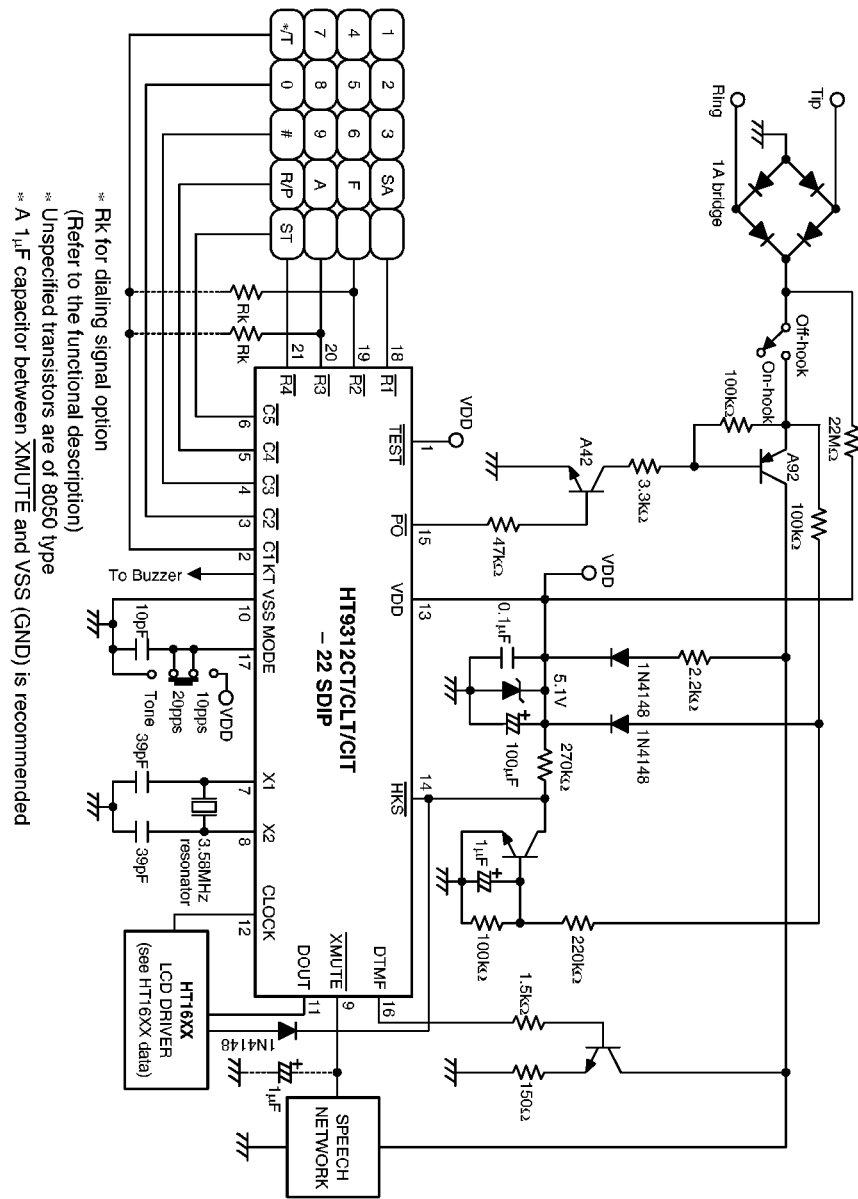 Tip
Ring
1A bridge
Off-hook
On-hook
22MΩ
A92
100kΩ
100kΩ
3.3kΩ
A42
47kΩ
VDD
VDD
0.1μF
5.1V
100μF
2.2kΩ
1N4148
1N4148
270kΩ
1μF
100kΩ
220kΩ
1.5kΩ
150Ω
1 2 3 SA
4 5 6 F
7 8 9 A
*/T 0 # R/P ST
Rk
Rk
18 R1
19 R2
20 R3
21 R4
1 TEST
15 PO
13 VDD
14 HKS
HT9312CT/CLT/CIT
– 22 SDIP
C5 6
C4 5
C3 4
C2 3
C1 2
KT
VSS 10
MODE 17
X1 7
X2 8
CLOCK 12
DOUT 11
XMUTE 9
DTMF 16
To Buzzer
10pF
VDD
10pps
20pps
Tone
39pF
39pF
3.58MHz
resonator
HT16XX
LCD DRIVER
(see HT16XX data)
1N4148
1μF
SPEECH
NETWORK
* Rk for dialing signal option
(Refer to the functional description)
* Unspecified transistors are of 8050 type
* A 1μF capacitor between XMUTE and VSS (GND) is recommended